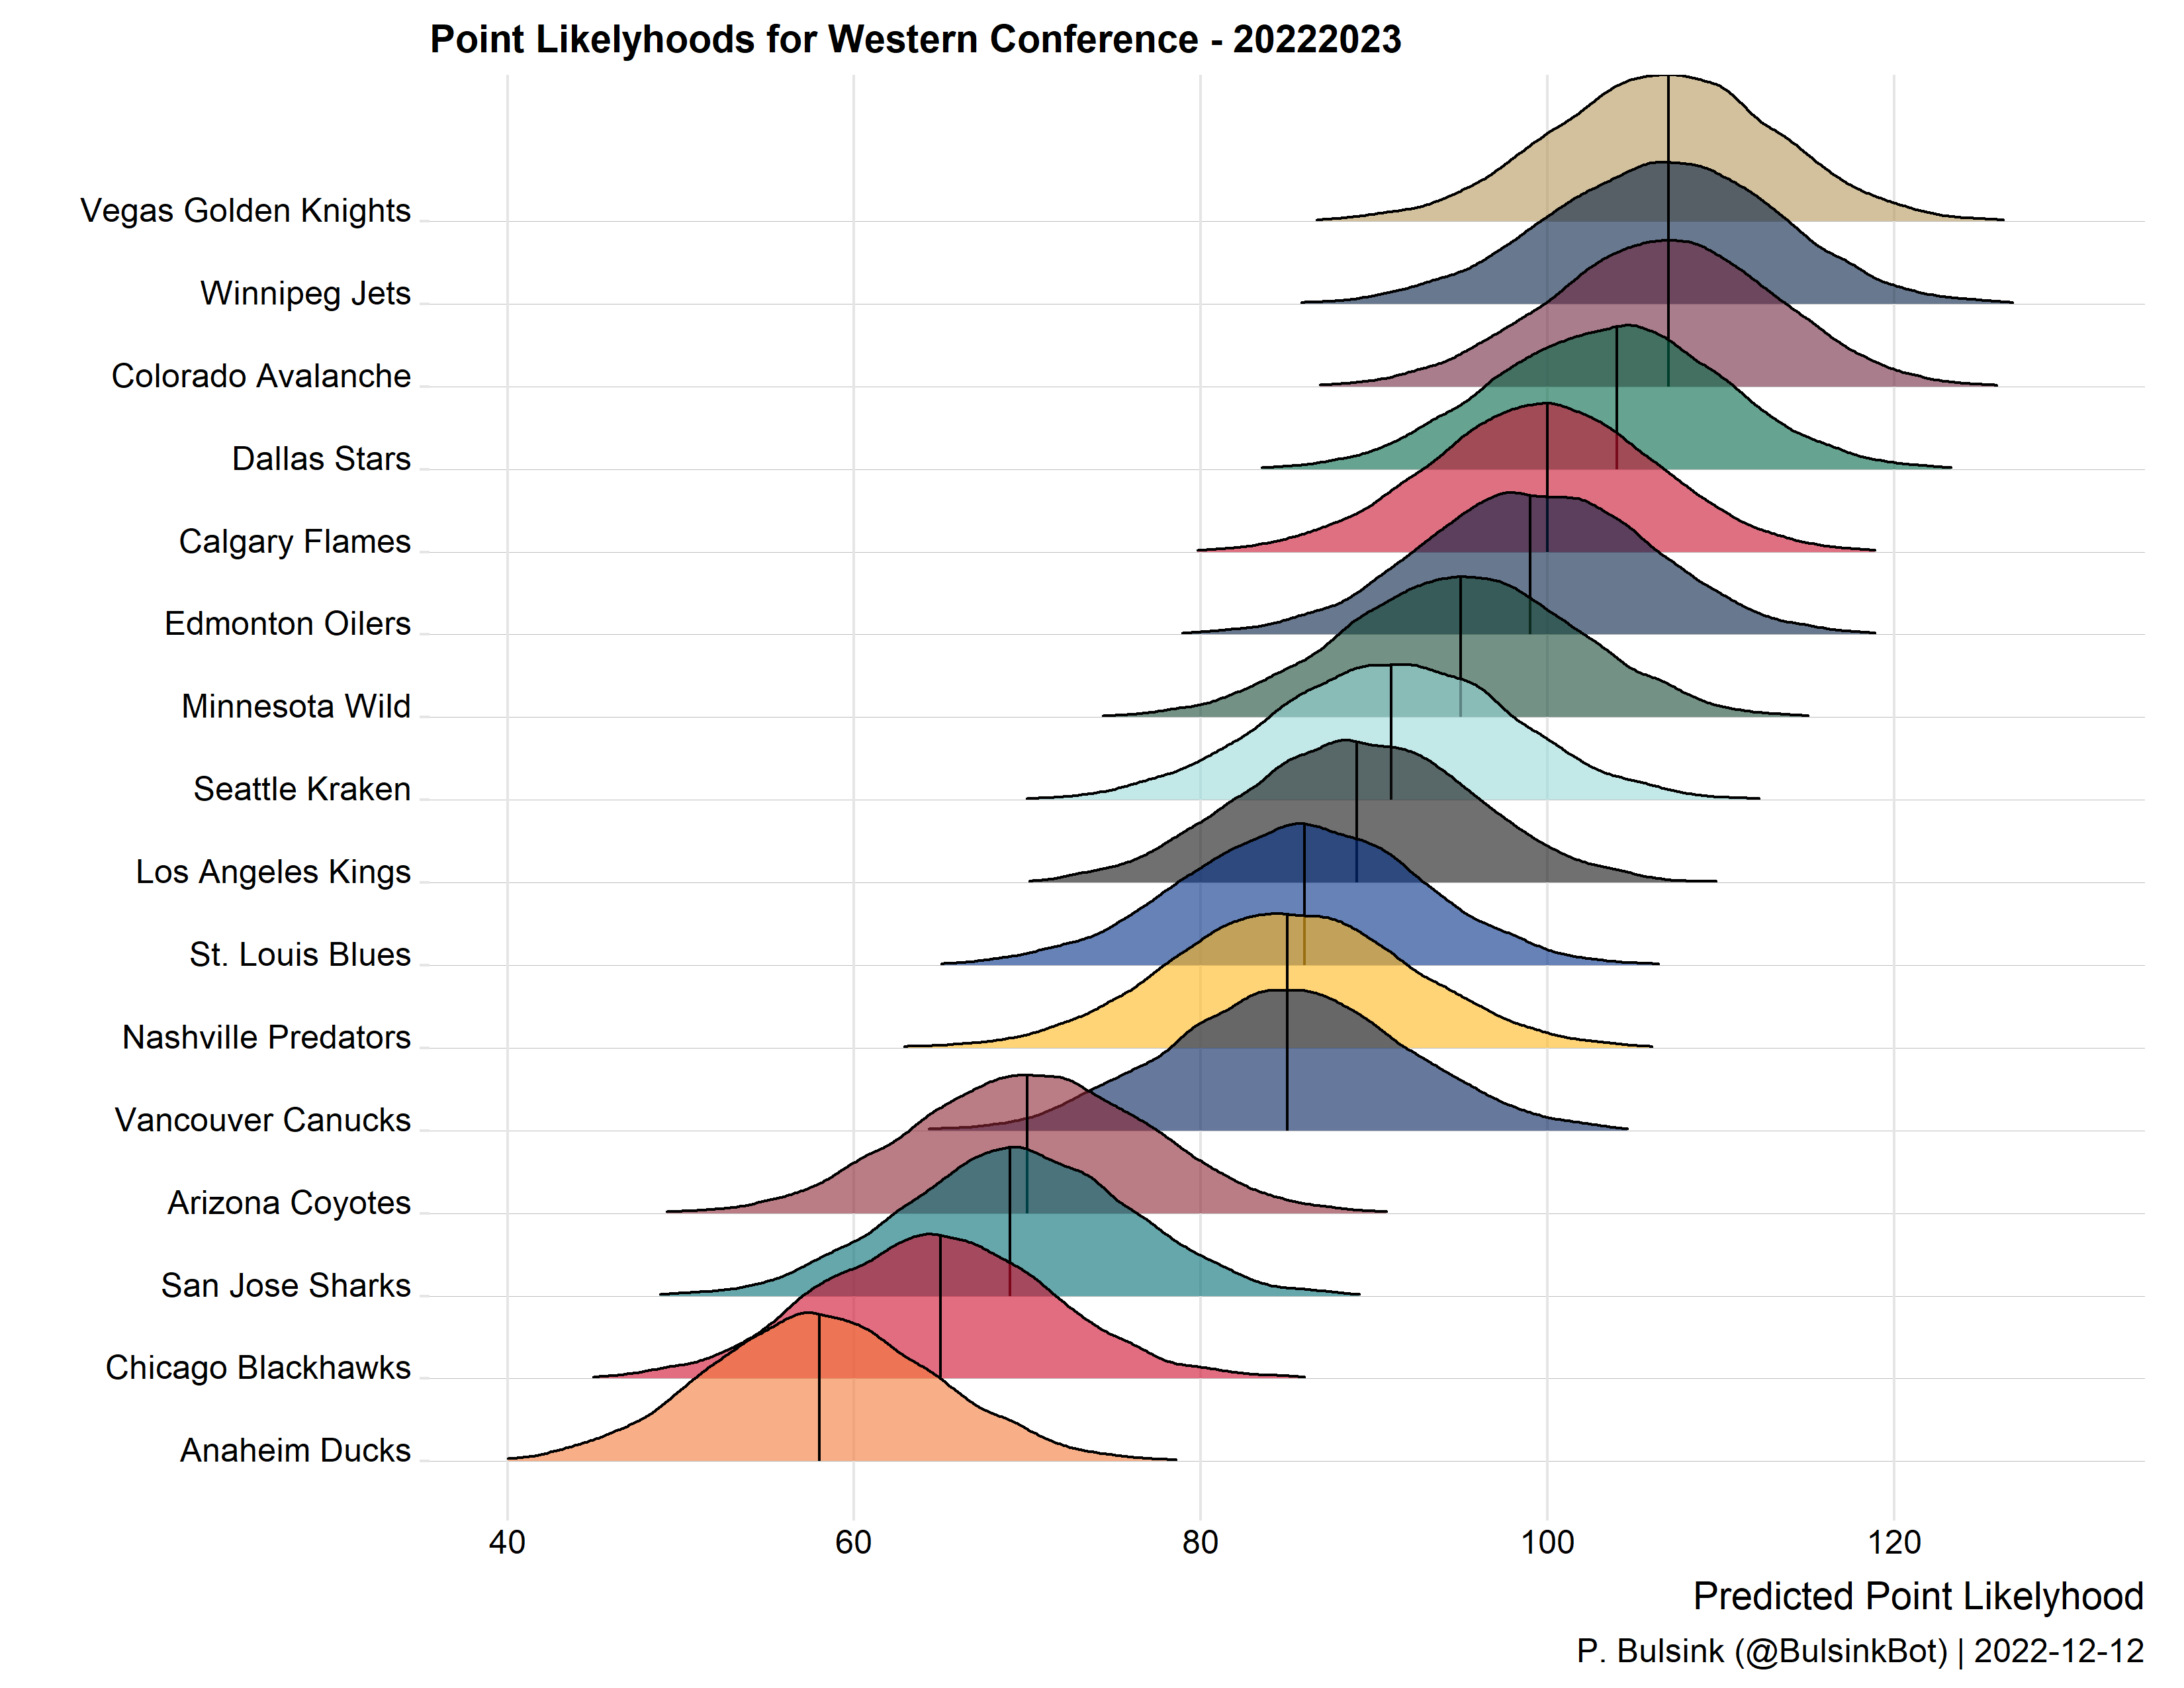 Point Likelyhoods for Western Conference - 20222023
Vegas Golden Knights
Winnipeg Jets
Colorado Avalanche
Dallas Stars
Calgary Flames
Edmonton Oilers
Minnesota Wild
Seattle Kraken
Los Angeles Kings
St. Louis Blues
Nashville Predators
Vancouver Canucks
Arizona Coyotes
San Jose Sharks
Chicago Blackhawks
Anaheim Ducks
40 60 80 100 120
Predicted Point Likelyhood
P. Bulsink (@BulsinkBot) | 2022-12-12